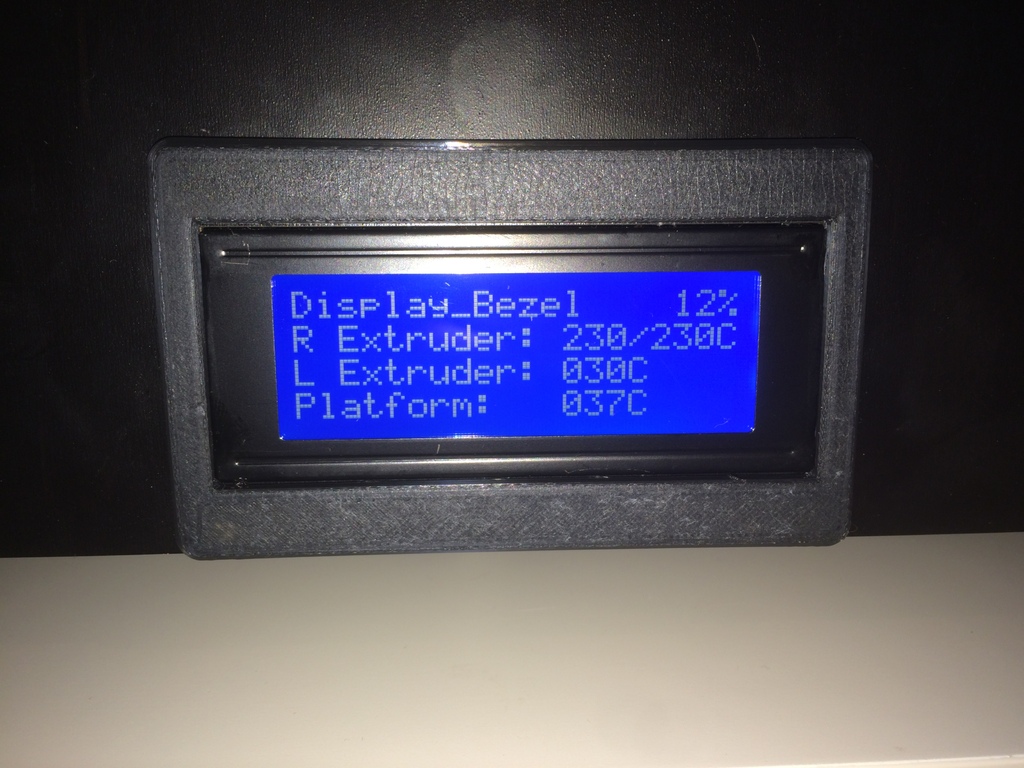 Display_Bezel 12%
R Extruder: 230/230C
L Extruder: 030C
Platform: 037C